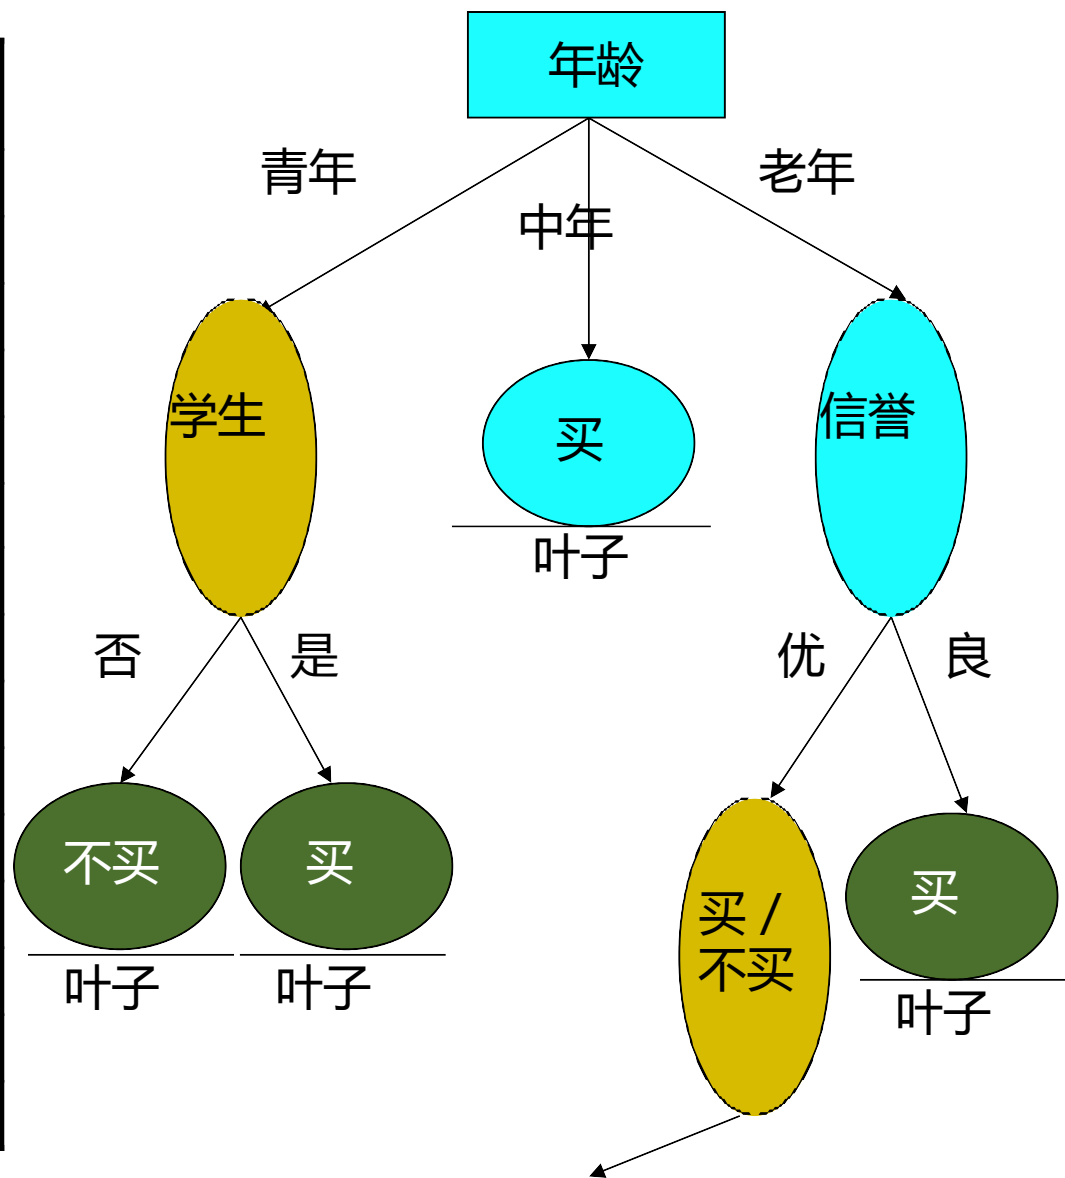 年龄
青年
老年
中年
学生
买
信誉
叶子
否
是
优
良
不买
买
买 /
不买
买
叶子
叶子
叶子